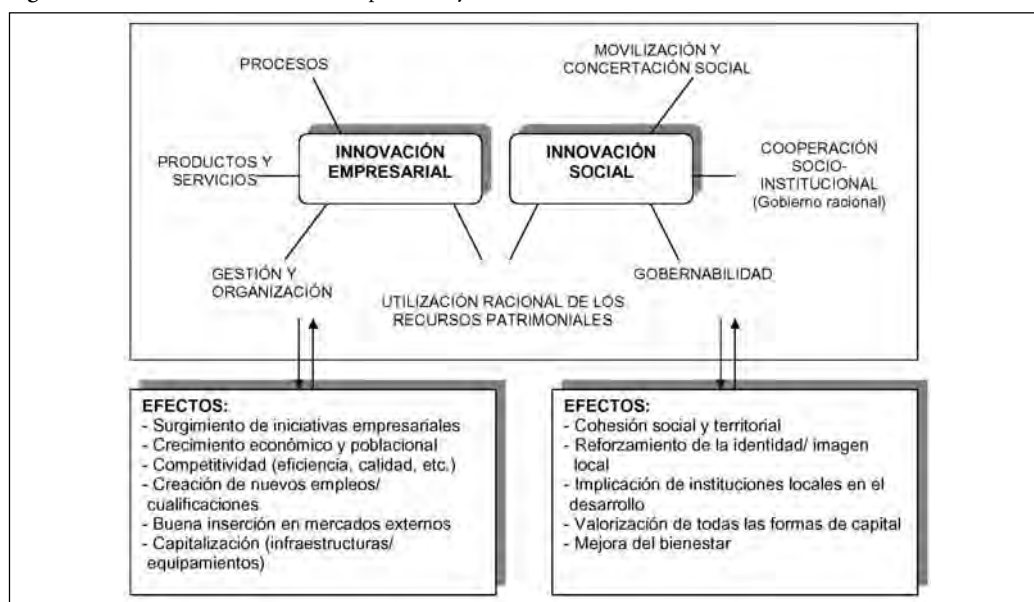 PROCESOS
MOVILIZACIÓN Y
CONCERTACIÓN SOCIAL
INNOVACIÓN
EMPRESARIAL
INNOVACIÓN
SOCIAL
PRODUCTOS Y
SERVICIOS
COOPERACIÓN
SOCIO-
INSTITUCIONAL
(Gobierno racional)
GESTIÓN Y
ORGANIZACIÓN
GOBERNABILIDAD
UTILIZACIÓN RACIONAL DE LOS
RECURSOS PATRIMONIALES
EFECTOS:
- Surgimiento de iniciativas empresariales
- Crecimiento económico y poblacional
- Competitividad (eficiencia, calidad, etc.)
- Creación de nuevos empleos/
cualificaciones
- Buena inserción en mercados externos
- Capitalización (infraestructuras/
equipamientos)
EFECTOS:
- Cohesión social y territorial
- Reforzamiento de la identidad/ imagen
local
- Implicación de instituciones locales en el
desarrollo
- Valorización de todas las formas de capital
- Mejora del bienestar